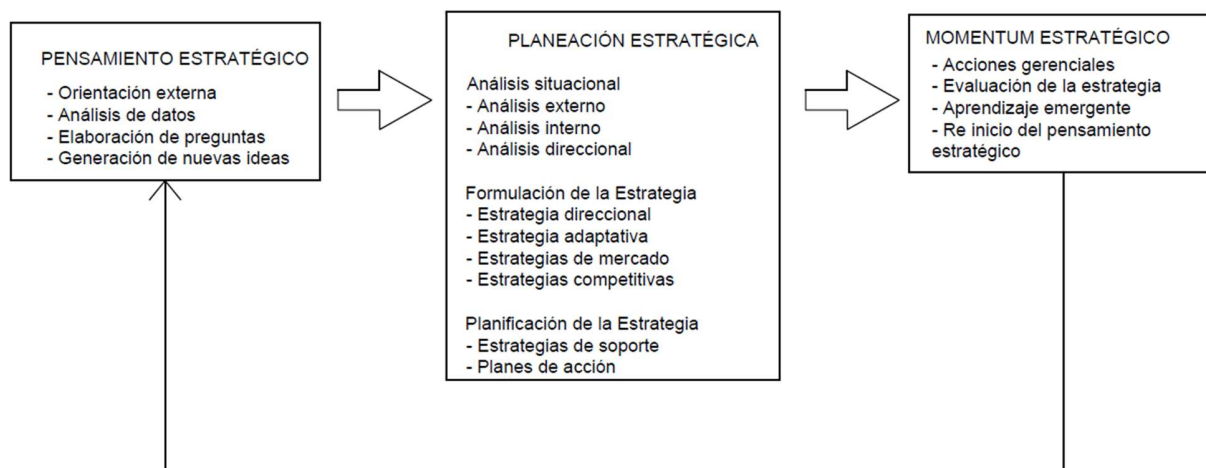 PENSAMIENTO ESTRATÉGICO
- Orientación externa
- Análisis de datos
- Elaboración de preguntas
- Generación de nuevas ideas
PLANEACIÓN ESTRATÉGICA
Análisis situacional
- Análisis externo
- Análisis interno
- Análisis direccional
Formulación de la Estrategia
- Estrategia direccional
- Estrategia adaptativa
- Estrategias de mercado
- Estrategias competitivas
Planificación de la Estrategia
- Estrategias de soporte
- Planes de acción
MOMENTUM ESTRATÉGICO
- Acciones gerenciales
- Evaluación de la estrategia
- Aprendizaje emergente
- Re inicio del pensamiento
estratégico